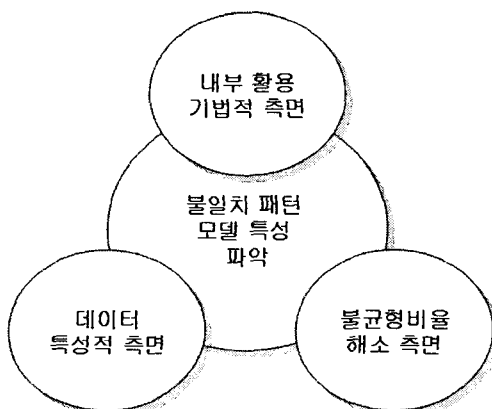 내부 활용
기법적 측면
불일치 패턴
모델 특성
파악
데이터
특성적 측면
불균형비율
해소 측면